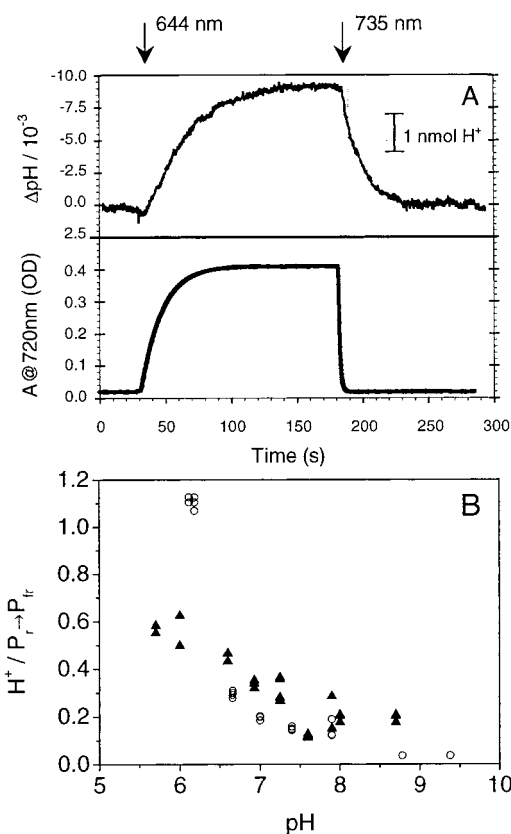 644 nm 735 nm
A
-10.0
-7.5
-5.0
0.0
2.5
ΔpH / 10⁻³
1 nmol H⁺
0.4
0.3
0.2
0.1
0.0
A@720nm (OD)
0 50 100 150 200 250 300
Time (s)
B
1.2
1.0
0.8
0.6
0.4
0.2
0.0
H⁺ / Pᵣ→P_fr
5 6 7 8 9 10
pH